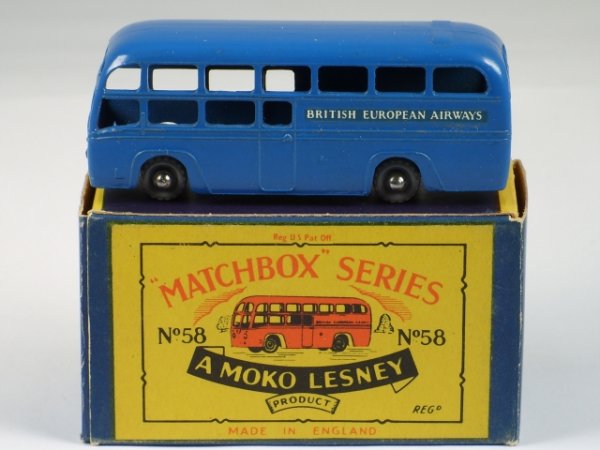 BRITISH EUROPEAN AIRWAYS
Reg. U.S Pat Off
"MATCHBOX" SERIES
No58
No58
A MOKO LESNEY
PRODUCT
REGD
MADE IN ENGLAND